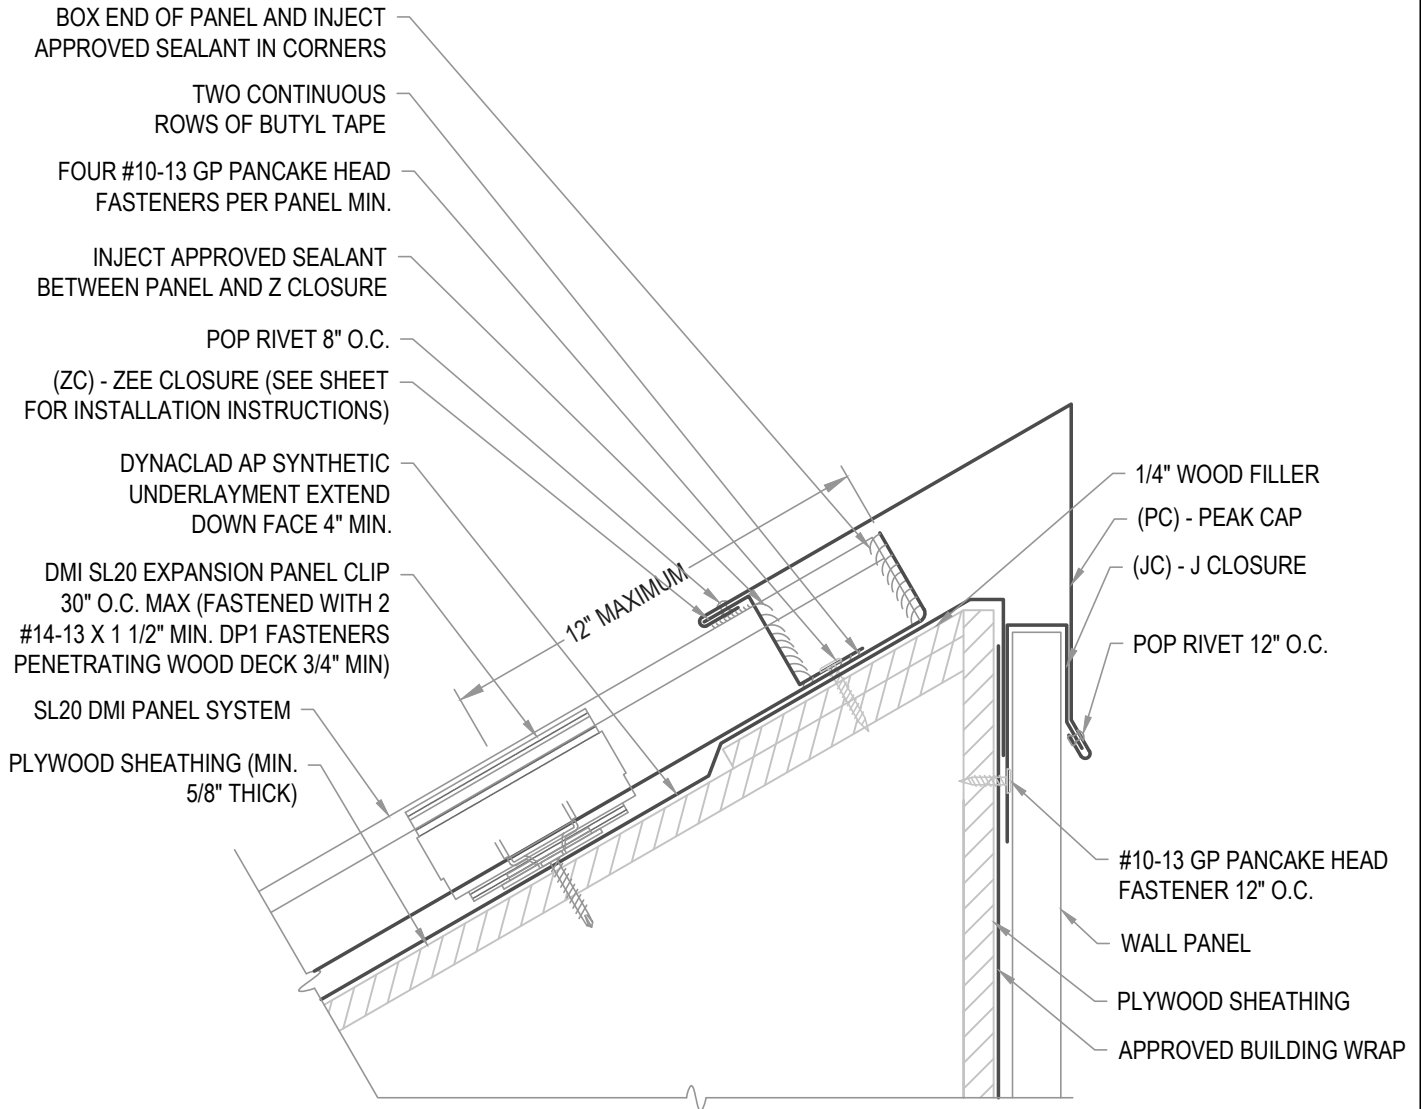 BOX END OF PANEL AND INJECT
APPROVED SEALANT IN CORNERS
TWO CONTINUOUS
ROWS OF BUTYL TAPE
FOUR #10-13 GP PANCAKE HEAD
FASTENERS PER PANEL MIN.
INJECT APPROVED SEALANT
BETWEEN PANEL AND Z CLOSURE
POP RIVET 8" O.C.
(ZC) - ZEE CLOSURE (SEE SHEET
FOR INSTALLATION INSTRUCTIONS)
DYNACLAD AP SYNTHETIC
UNDERLAYMENT EXTEND
DOWN FACE 4" MIN.
DMI SL20 EXPANSION PANEL CLIP
30" O.C. MAX (FASTENED WITH 2
#14-13 X 1 1/2" MIN. DP1 FASTENERS
PENETRATING WOOD DECK 3/4" MIN)
SL20 DMI PANEL SYSTEM
PLYWOOD SHEATHING (MIN.
5/8" THICK)
12" MAXIMUM
1/4" WOOD FILLER
(PC) - PEAK CAP
(JC) - J CLOSURE
POP RIVET 12" O.C.
#10-13 GP PANCAKE HEAD
FASTENER 12" O.C.
WALL PANEL
PLYWOOD SHEATHING
APPROVED BUILDING WRAP